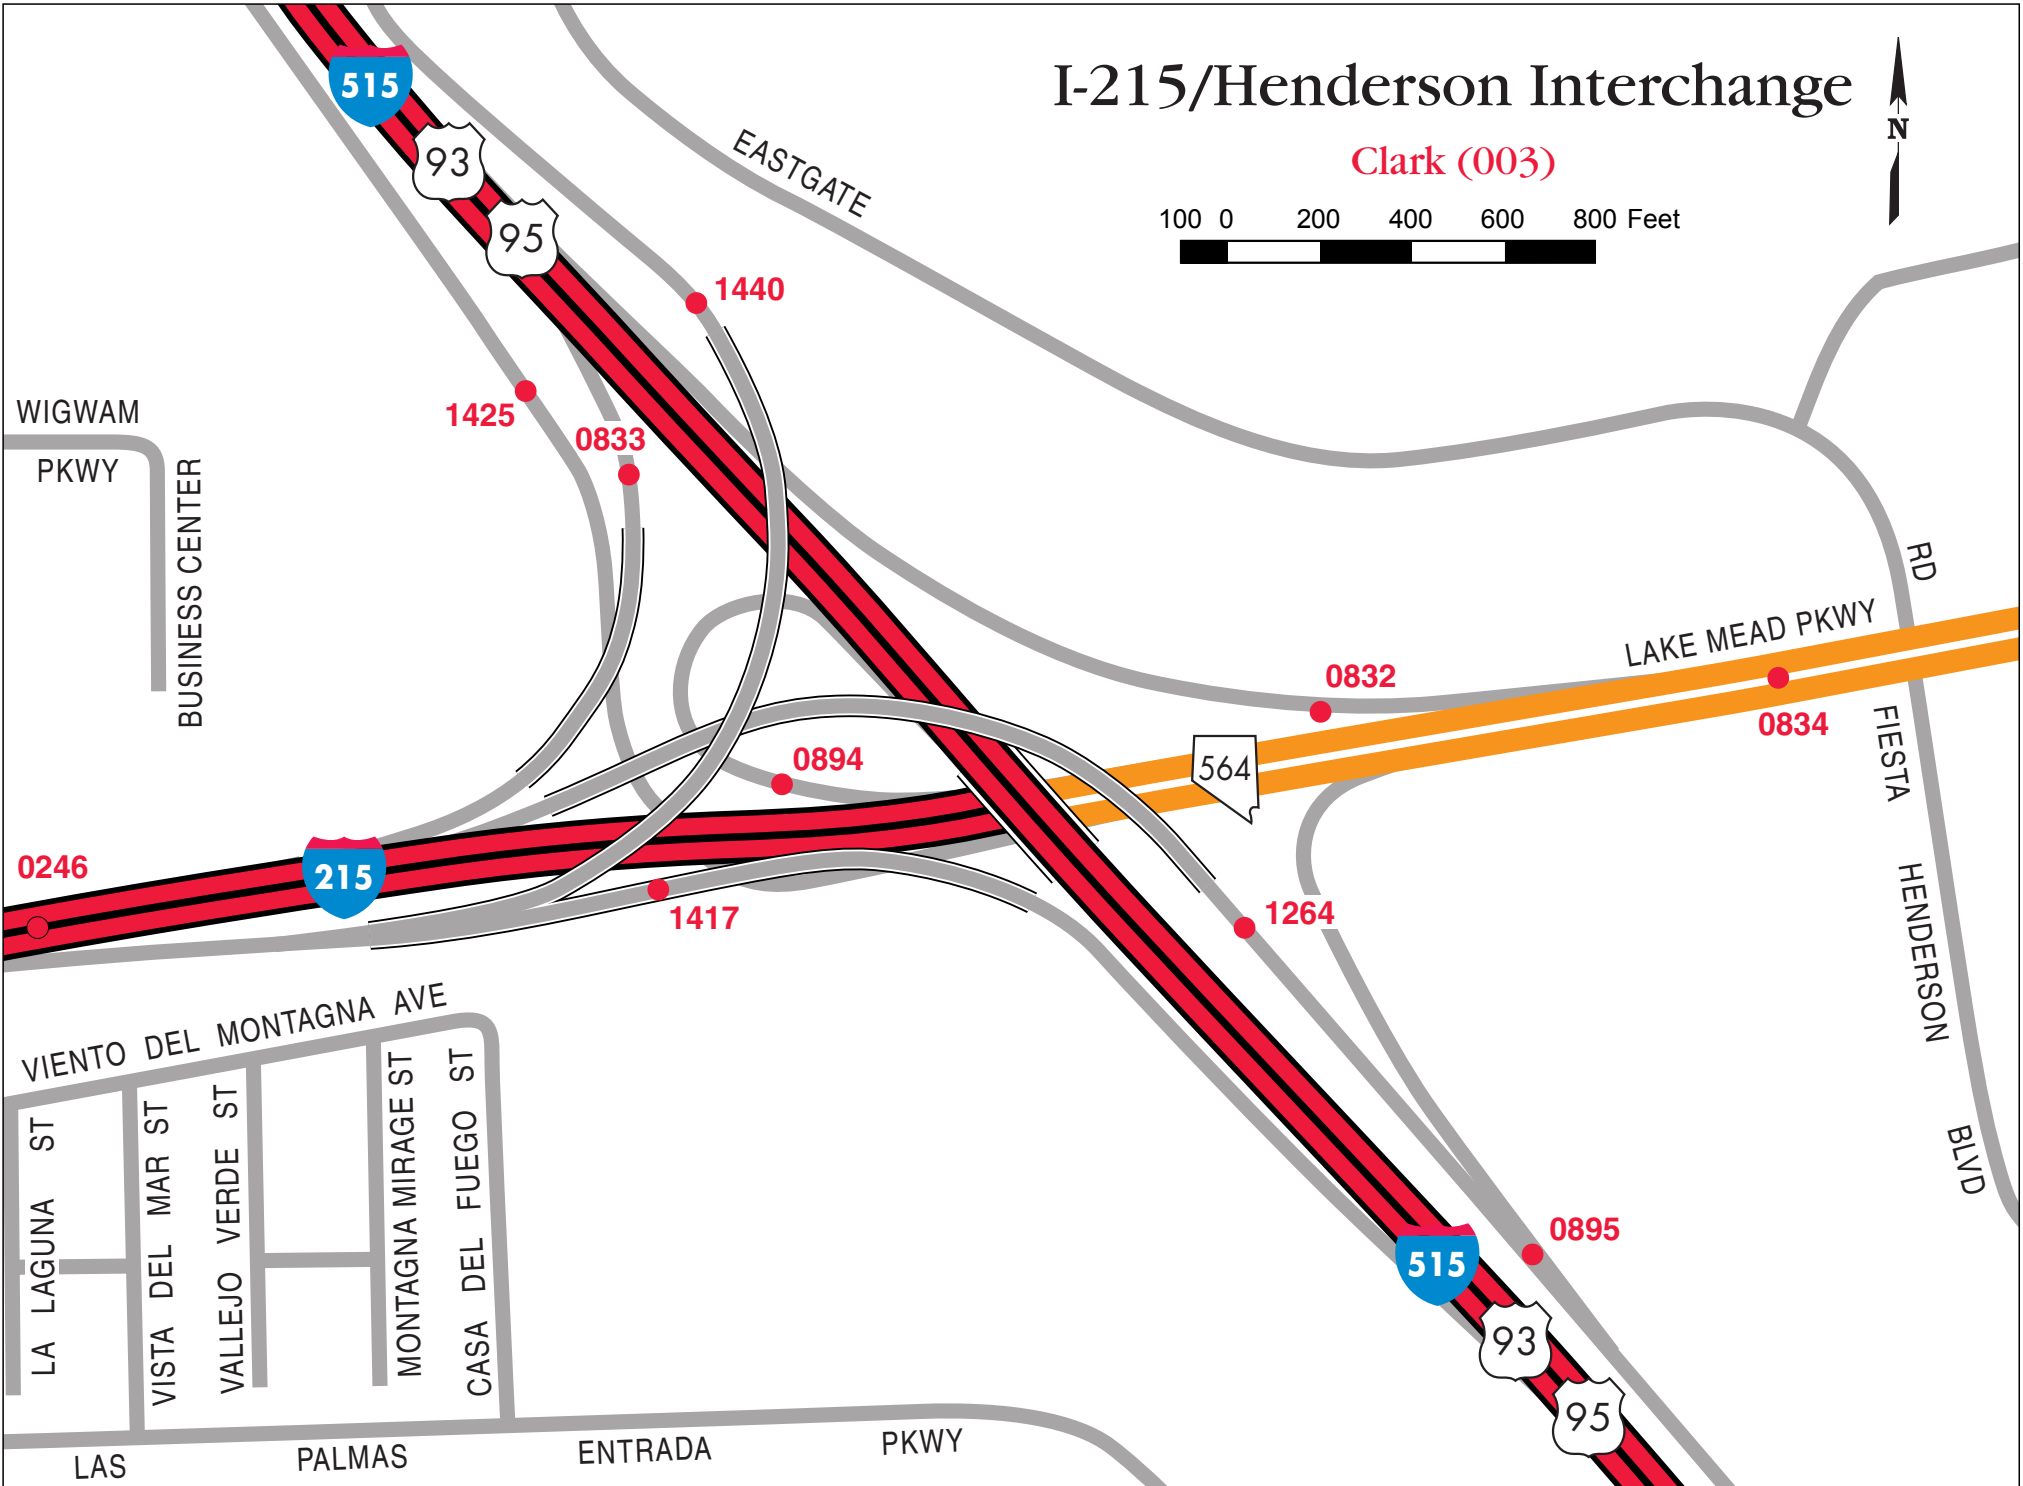 I-215/Henderson Interchange
N
Clark (003)
100 0 200 400 600 800 Feet
515
93
95
EASTGATE
RD
1440
1425
0833
WIGWAM
PKWY
BUSINESS CENTER
LAKE MEAD PKWY
0832
0834
564
0894
FIESTA
HENDERSON
BLVD
0246
215
1417
1264
VIENTO DEL MONTAGNA AVE
LA LAGUNA ST
VISTA DEL MAR ST
VALLEJO VERDE ST
MONTAGNA MIRAGE ST
CASA DEL FUEGO ST
0895
515
93
95
LAS PALMAS ENTRADA PKWY